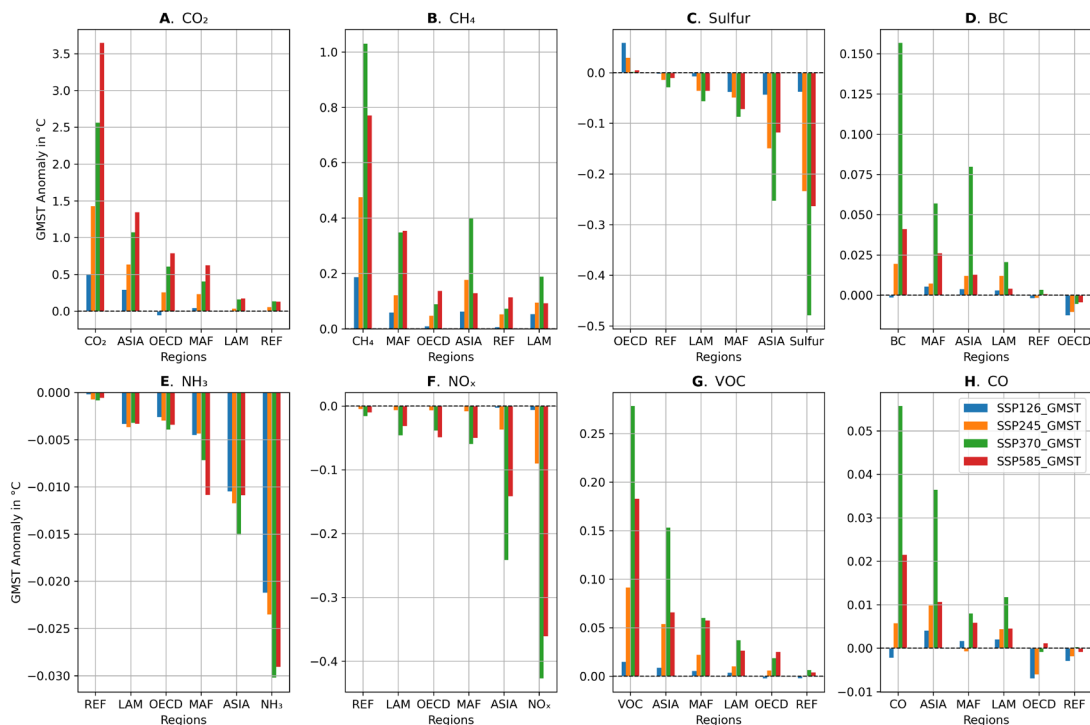 A. CO₂
B. CH₄
C. Sulfur
D. BC
GMST Anomaly in °C
3.5
3.0
2.5
2.0
1.5
1.0
0.5
0.0
CO₂ ASIA OECD MAF LAM REF
Regions
1.0
0.8
0.6
0.4
0.2
0.0
CH₄ MAF OECD ASIA REF LAM
Regions
0.0
−0.1
−0.2
−0.3
−0.4
−0.5
OECD REF LAM MAF ASIA Sulfur
Regions
0.150
0.125
0.100
0.075
0.050
0.025
0.000
BC MAF ASIA LAM REF OECD
Regions
E. NH₃
F. NOₓ
G. VOC
H. CO
GMST Anomaly in °C
0.000
−0.005
−0.010
−0.015
−0.020
−0.025
−0.030
REF LAM OECD MAF ASIA NH₃
Regions
0.0
−0.1
−0.2
−0.3
−0.4
REF LAM OECD MAF ASIA NOₓ
Regions
0.25
0.20
0.15
0.10
0.05
0.00
VOC ASIA MAF LAM OECD REF
Regions
SSP126_GMST
SSP245_GMST
SSP370_GMST
SSP585_GMST
0.05
0.04
0.03
0.02
0.01
0.00
−0.01
CO ASIA MAF LAM OECD REF
Regions